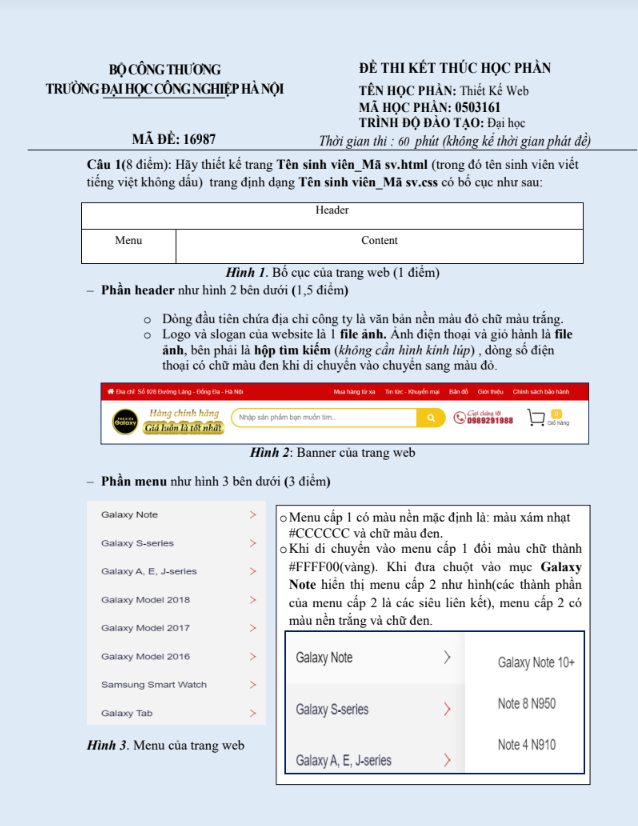 BỘ CÔNG THƯƠNG
TRƯỜNG ĐẠI HỌC CÔNG NGHIỆP HÀ NỘI
MÃ ĐỀ: 16987
ĐỀ THI KẾT THÚC HỌC PHẦN
TÊN HỌC PHẦN: Thiết Kế Web
MÃ HỌC PHẦN: 0503161
TRÌNH ĐỘ ĐÀO TẠO: Đại học
Thời gian thi : 60 phút (không kể thời gian phát đề)
Câu 1(8 điểm): Hãy thiết kế trang Tên sinh viên_Mã sv.html (trong đó tên sinh viên viết
tiếng việt không dấu) trang định dạng Tên sinh viên_Mã sv.css có bố cục như sau:
Header
Menu Content
Hình 1. Bố cục của trang web (1 điểm)
– Phần header như hình 2 bên dưới (1,5 điểm)
o Dòng đầu tiên chứa địa chỉ công ty là văn bản nền màu đỏ chữ màu trắng.
o Logo và slogan của website là 1 file ảnh. Ảnh điện thoại và giỏ hành là file
ảnh, bên phải là hộp tìm kiếm (không cần hình kính lúp) , dòng số điện
thoại có chữ màu đen khi di chuyển vào chuyển sang màu đỏ.
Địa chỉ: Số 928 Đường Láng - Đống Đa - Hà Nội Mua hàng từ xa Tin tức - Khuyến mại Bản đồ Giới thiệu Chính sách bảo hành
Galaxy
Hàng chính hãng
Giá luôn là tốt nhất
Nhập sản phẩm bạn muốn tìm...
Gọi chúng tôi
0989291988
0
Giỏ hàng
Hình 2: Banner của trang web
– Phần menu như hình 3 bên dưới (3 điểm)
Galaxy Note >
Galaxy S-series >
Galaxy A, E, J-series >
Galaxy Model 2018 >
Galaxy Model 2017 >
Galaxy Model 2016 >
Samsung Smart Watch >
Galaxy Tab >
Hình 3. Menu của trang web
o Menu cấp 1 có màu nền mặc định là: màu xám nhạt
#CCCCCC và chữ màu đen.
o Khi di chuyển vào menu cấp 1 đổi màu chữ thành
#FFFF00(vàng). Khi đưa chuột vào mục Galaxy
Note hiển thị menu cấp 2 như hình(các thành phần
của menu cấp 2 là các siêu liên kết), menu cấp 2 có
màu nền trắng và chữ đen.
Galaxy Note > Galaxy Note 10+
Galaxy S-series > Note 8 N950
Galaxy A, E, J-series > Note 4 N910